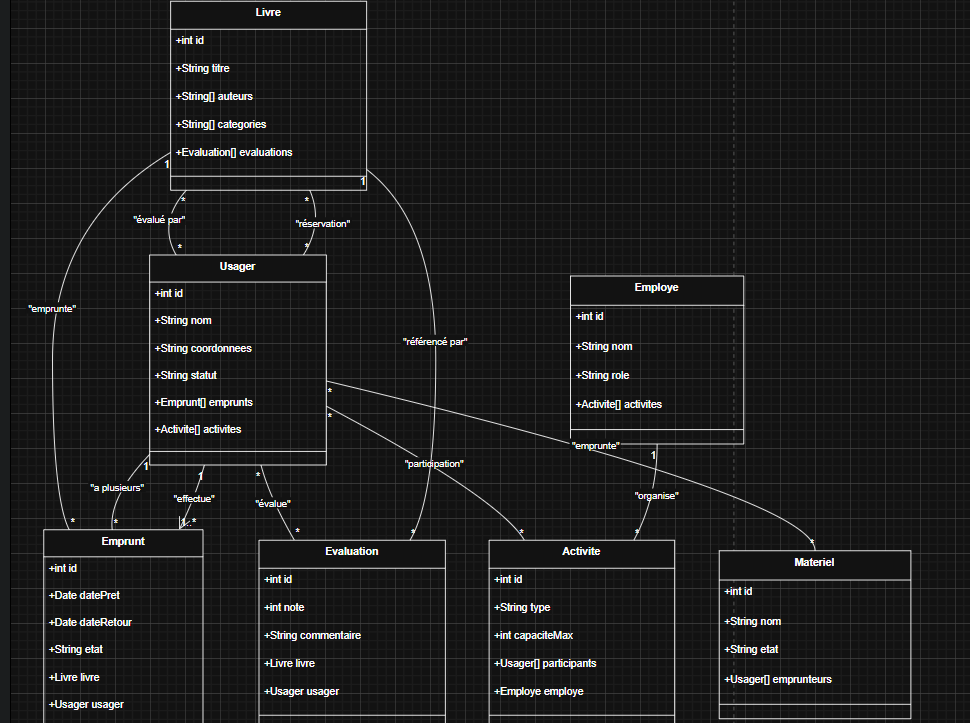 Livre
+int id
+String titre
+String[] auteurs
+String[] categories
+Evaluation[] evaluations
1
1
*
*
"évalué par"
"réservation"
*
*
Usager
+int id
+String nom
+String coordonnees
+String statut
+Emprunt[] emprunts
+Activite[] activites
Employe
+int id
+String nom
+String role
+Activite[] activites
"emprunte"
"référencé par"
*
*
"emprunte"
1
"participation"
1
1
*
"a plusieurs"
"effectue"
"évalue"
"organise"
*
*
1..*
*
*
*
*
*
Emprunt
+int id
+Date datePret
+Date dateRetour
+String etat
+Livre livre
+Usager usager
Evaluation
+int id
+int note
+String commentaire
+Livre livre
+Usager usager
Activite
+int id
+String type
+int capaciteMax
+Usager[] participants
+Employe employe
Materiel
+int id
+String nom
+String etat
+Usager[] emprunteurs